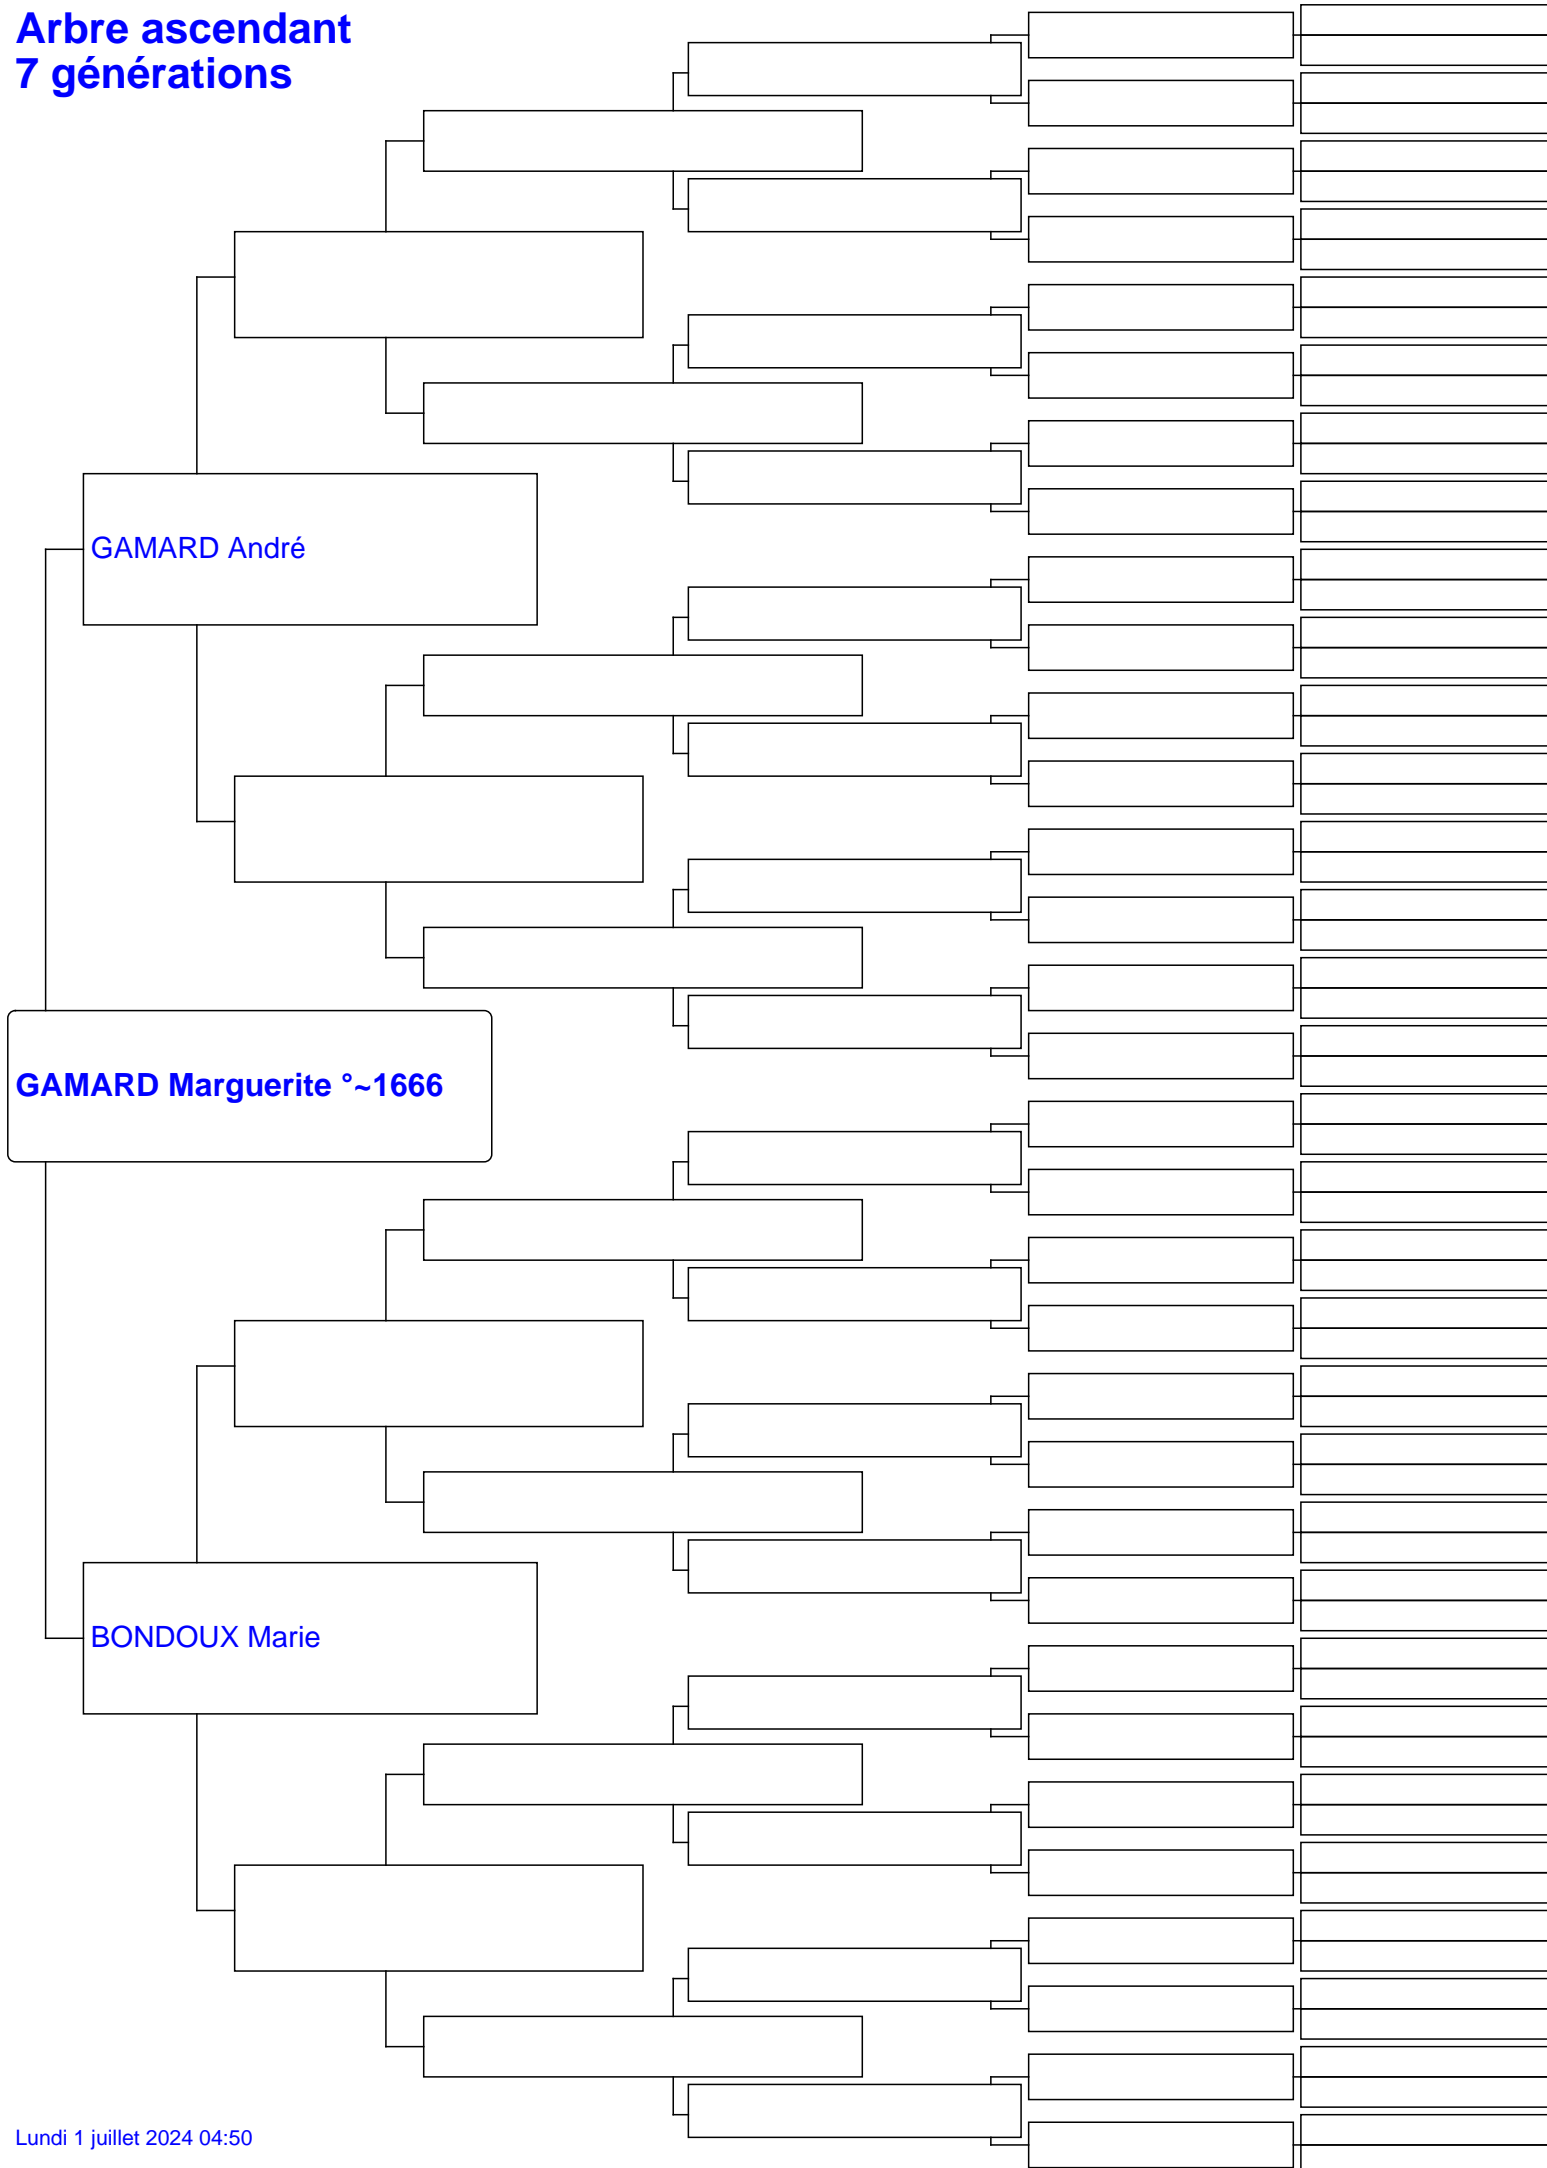 Arbre ascendant
7 générations
GAMARD André
GAMARD Marguerite °~1666
BONDOUX Marie
Lundi 1 juillet 2024 04:50